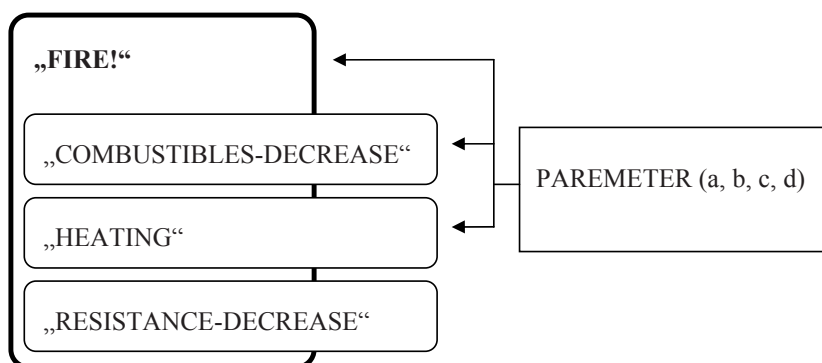 „FIRE!“
„COMBUSTIBLES-DECREASE“
PAREMETER (a, b, c, d)
„HEATING“
„RESISTANCE-DECREASE“